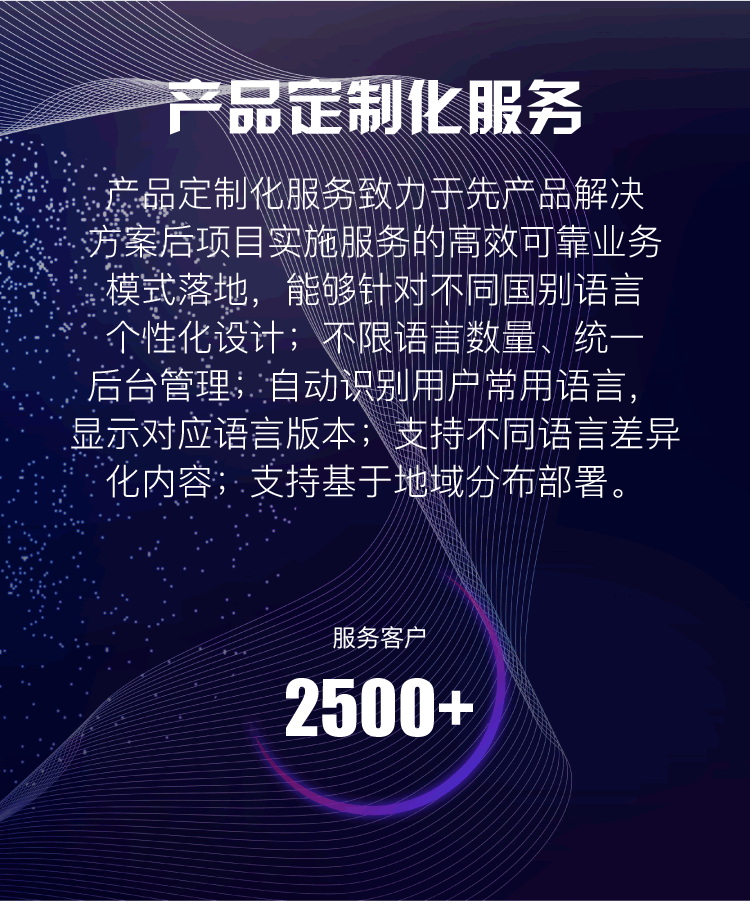 产品定制化服务
产品定制化服务致力于先产品解决
方案后项目实施服务的高效可靠业务
模式落地，能够针对不同国别语言
个性化设计；不限语言数量、统一
后台管理；自动识别用户常用语言，
显示对应语言版本；支持不同语言差异
化内容；支持基于地域分布部署。
服务客户
2500+